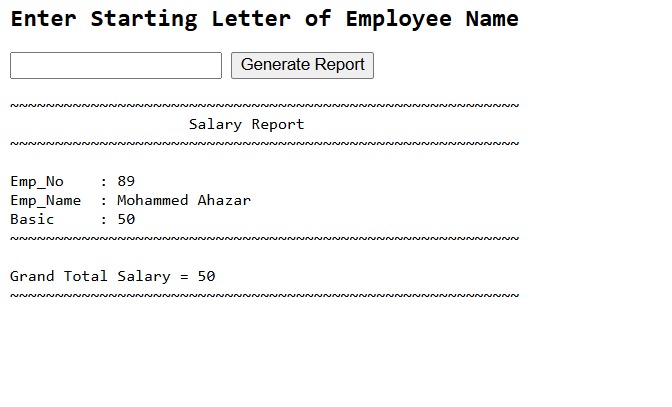 Enter Starting Letter of Employee Name
Generate Report
~~~~~~~~~~~~~~~~~~~~~~~~~~~~~~~~~~~~~~~~~~~~~~~~~~~~~~~~~
Salary Report
~~~~~~~~~~~~~~~~~~~~~~~~~~~~~~~~~~~~~~~~~~~~~~~~~~~~~~~~~
Emp_No    : 89
Emp_Name  : Mohammed Ahazar
Basic     : 50
~~~~~~~~~~~~~~~~~~~~~~~~~~~~~~~~~~~~~~~~~~~~~~~~~~~~~~~~~
Grand Total Salary = 50
~~~~~~~~~~~~~~~~~~~~~~~~~~~~~~~~~~~~~~~~~~~~~~~~~~~~~~~~~